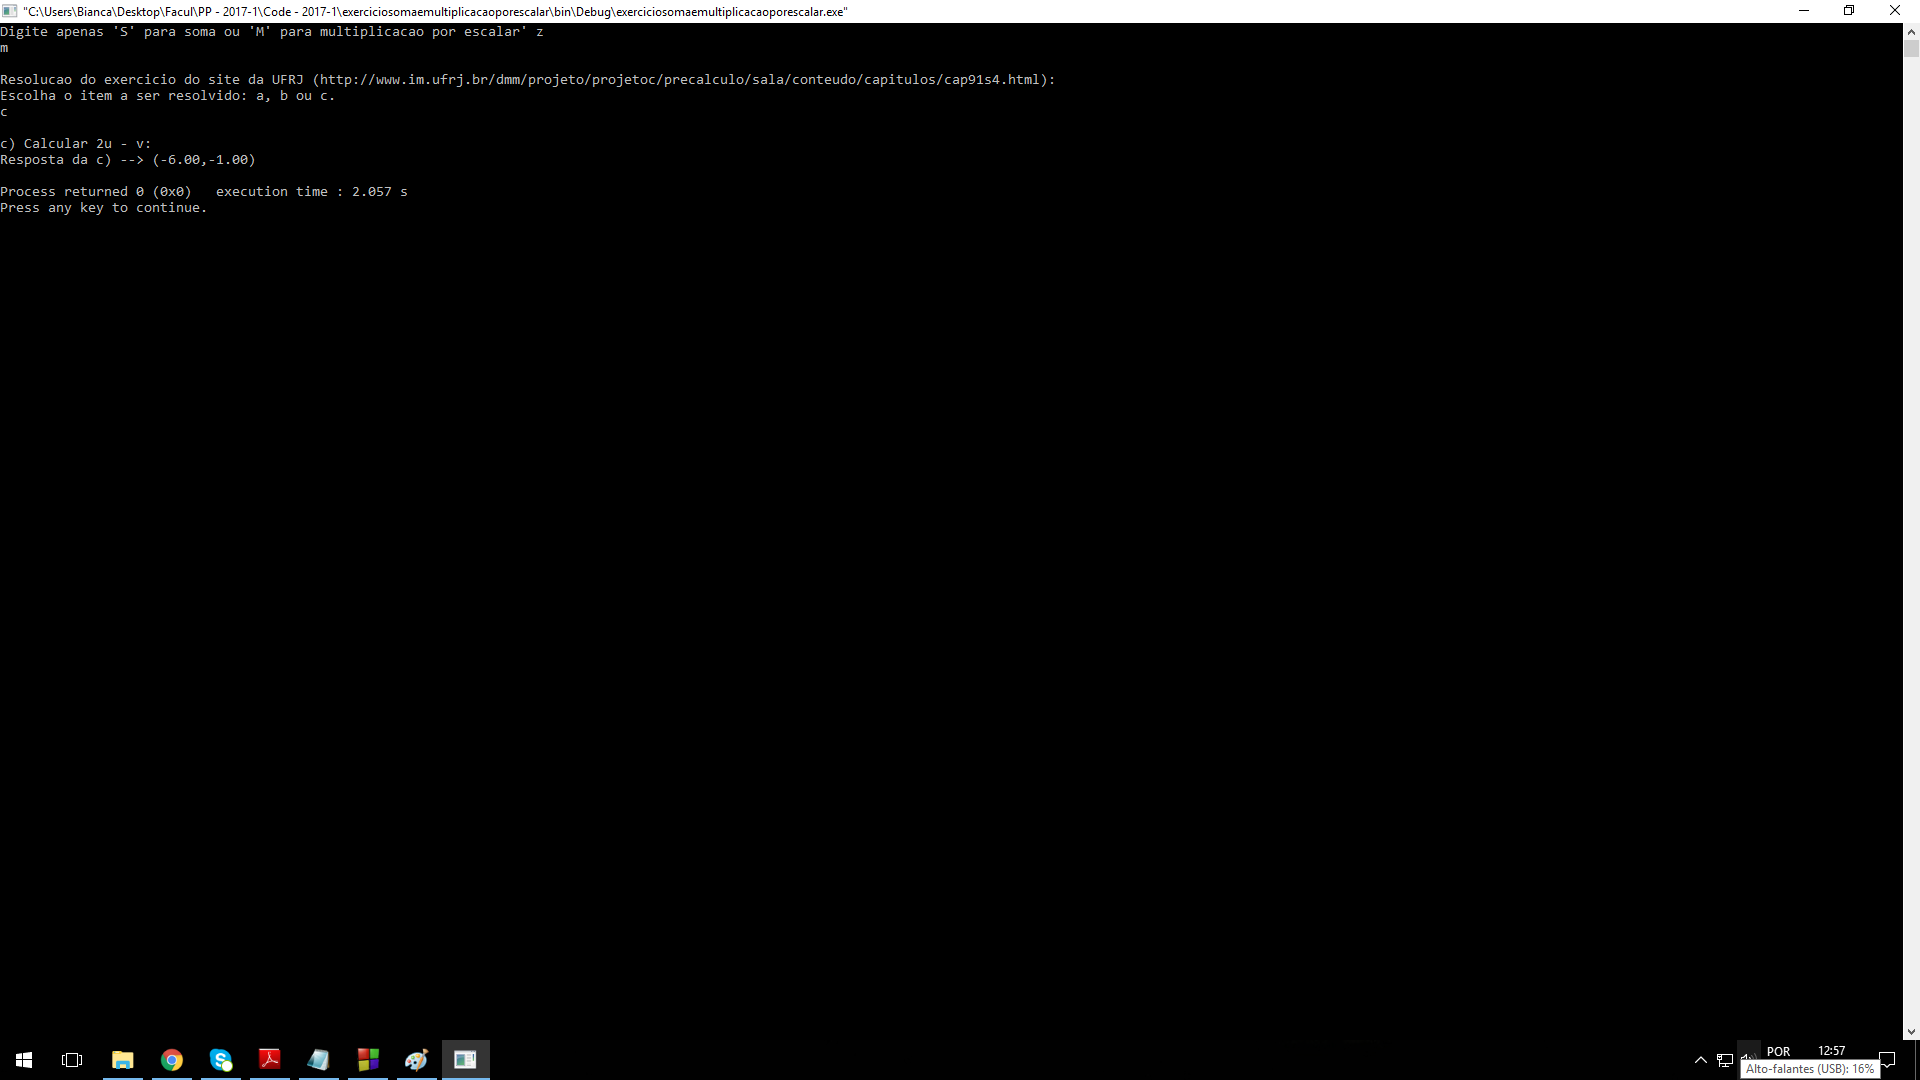 "C:\Users\Bianca\Desktop\Facul\PP - 2017-1\Code - 2017-1\exerciciosomaemultiplicacaoporescalar\bin\Debug\exerciciosomaemultiplicacaoporescalar.exe"
Digite apenas 'S' para soma ou 'M' para multiplicacao por escalar' z
m
Resolucao do exercicio do site da UFRJ (http://www.im.ufrj.br/dmm/projeto/projetoc/precalculo/sala/conteudo/capitulos/cap91s4.html):
Escolha o item a ser resolvido: a, b ou c.
c
c) Calcular 2u - v:
Resposta da c) --> (-6.00,-1.00)
Process returned 0 (0x0)   execution time : 2.057 s
Press any key to continue.
POR
12:57
Alto-falantes (USB): 16%